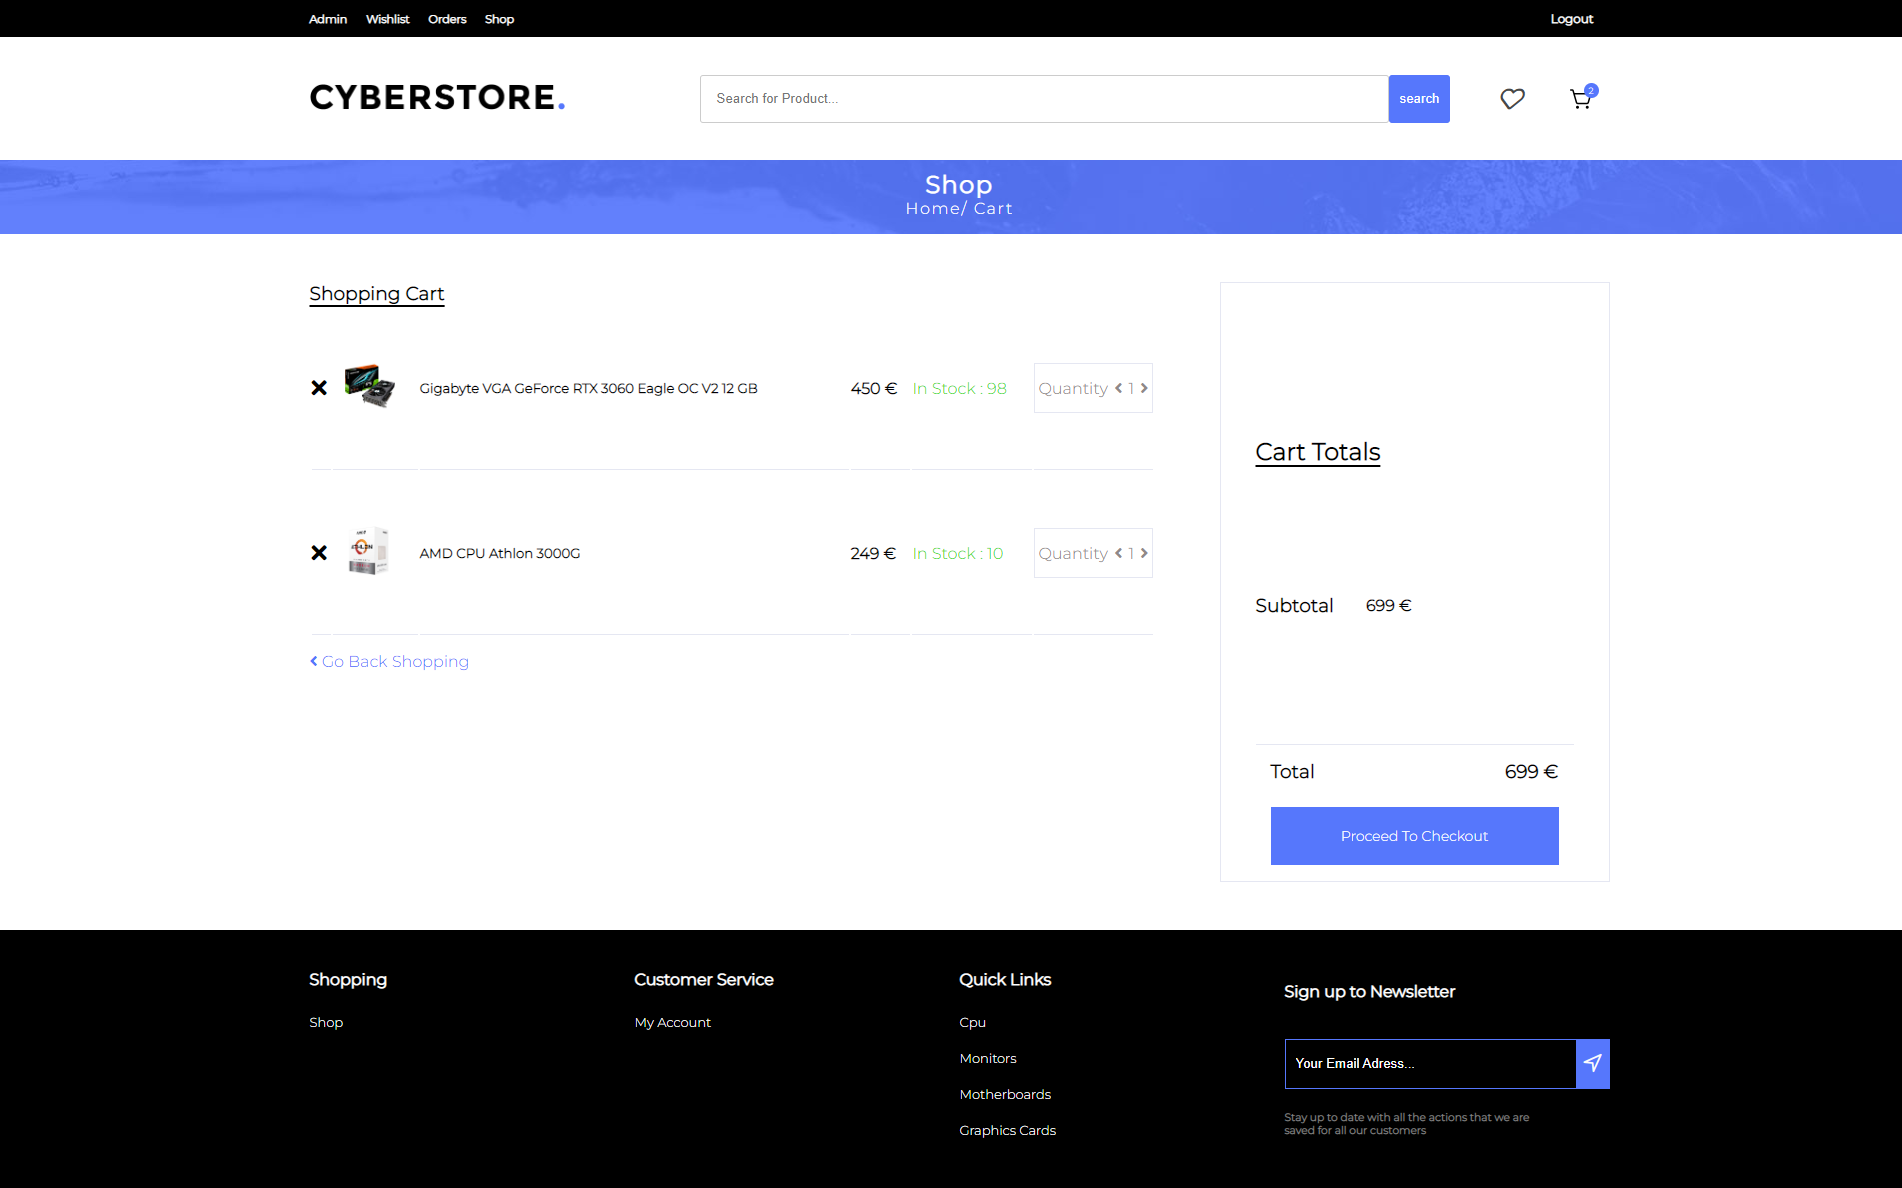 Admin Wishlist Orders Shop Logout
CYBERSTORE.
Search for Product...
search
2
Shop
Home/ Cart
Shopping Cart
Gigabyte VGA GeForce RTX 3060 Eagle OC V2 12 GB 450 € In Stock : 98 Quantity 1
AMD CPU Athlon 3000G 249 € In Stock : 10 Quantity 1
Go Back Shopping
Cart Totals
Subtotal 699 €
Total 699 €
Proceed To Checkout
Shopping
Shop
Customer Service
My Account
Quick Links
Cpu
Monitors
Motherboards
Graphics Cards
Sign up to Newsletter
Your Email Adress...
Stay up to date with all the actions that we are
saved for all our customers